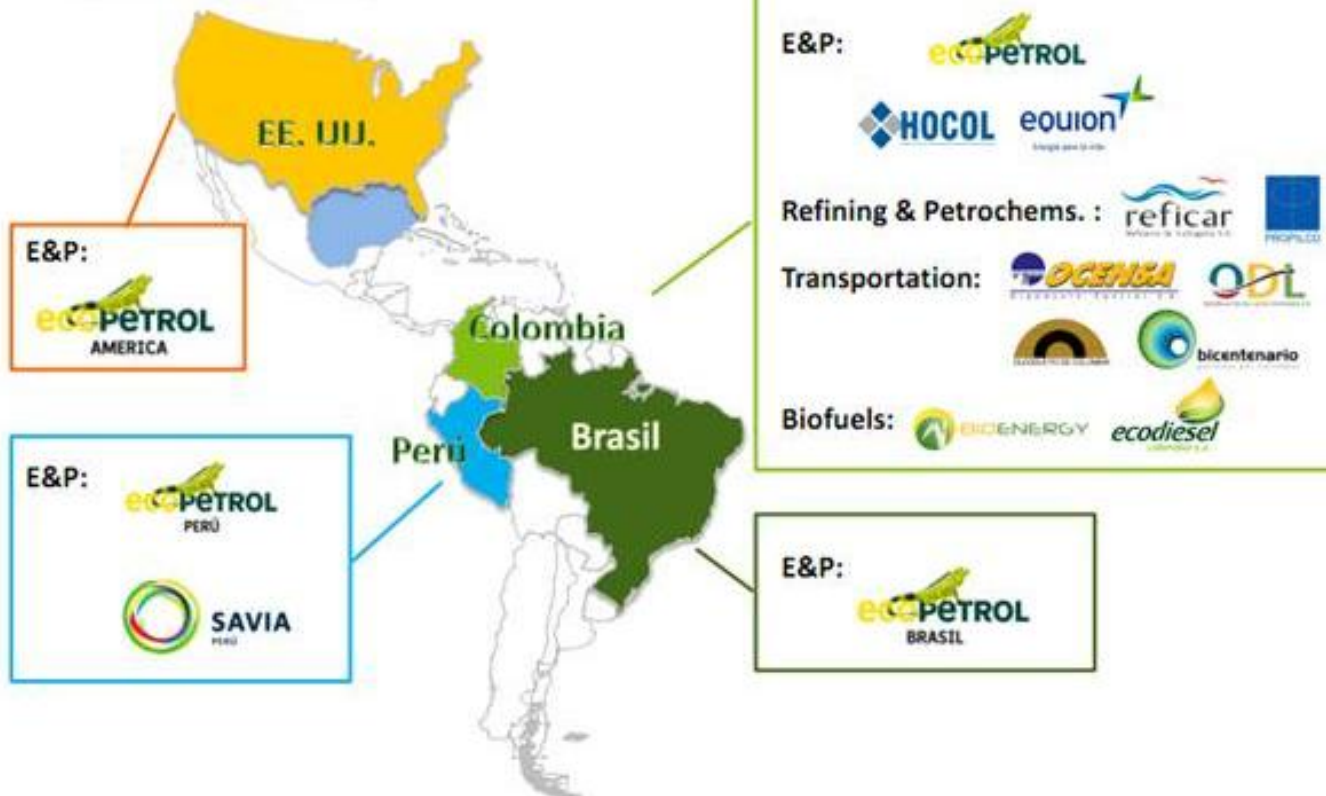 EE. UU.
Colombia
Perú
Brasil
E&P:
ecoPETROL
AMERICA
E&P:
ecoPETROL
PERÚ
SAVIA
PERÚ
E&P:
ecoPETROL
HOCOL
equion
Refining & Petrochems. :
reficar
PROPILCO
Transportation:
OCENSA
ODL
bicentenario
Biofuels:
BIOENERGY
ecodiesel
E&P:
ecoPETROL
BRASIL